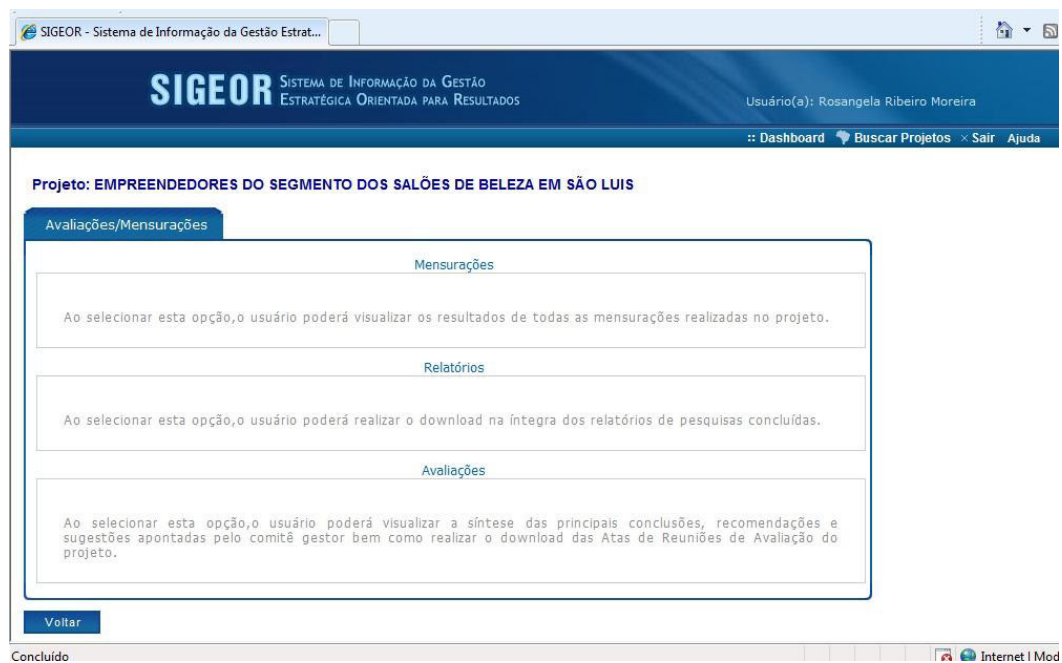 SIGEOR - Sistema de Informação da Gestão Estrat...
SIGEOR SISTEMA DE INFORMAÇÃO DA GESTÃO
ESTRATÉGICA ORIENTADA PARA RESULTADOS
Usuário(a): Rosangela Ribeiro Moreira
:: Dashboard Buscar Projetos × Sair Ajuda
Projeto: EMPREENDEDORES DO SEGMENTO DOS SALÕES DE BELEZA EM SÃO LUIS
Avaliações/Mensurações
Mensurações
Ao selecionar esta opção,o usuário poderá visualizar os resultados de todas as mensurações realizadas no projeto.
Relatórios
Ao selecionar esta opção,o usuário poderá realizar o download na íntegra dos relatórios de pesquisas concluídas.
Avaliações
Ao selecionar esta opção,o usuário poderá visualizar a síntese das principais conclusões, recomendações e
sugestões apontadas pelo comitê gestor bem como realizar o download das Atas de Reuniões de Avaliação do
projeto.
Voltar
Concluído
Internet | Mod